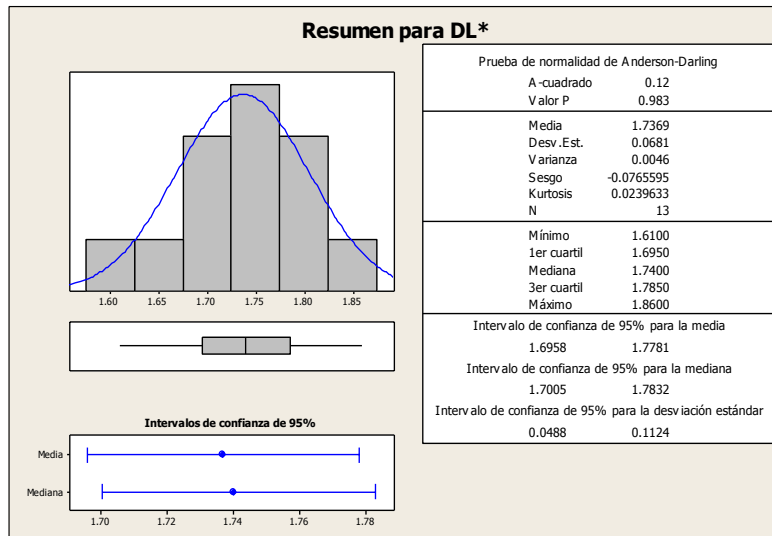 Resumen para DL*
1.60 1.65 1.70 1.75 1.80 1.85
Intervalos de confianza de 95%
Media
Mediana
1.70 1.72 1.74 1.76 1.78
Prueba de normalidad de Anderson-Darling
A-cuadrado 0.12
Valor P 0.983
Media 1.7369
Desv.Est. 0.0681
Varianza 0.0046
Sesgo -0.0765595
Kurtosis 0.0239633
N 13
Mínimo 1.6100
1er cuartil 1.6950
Mediana 1.7400
3er cuartil 1.7850
Máximo 1.8600
Intervalo de confianza de 95% para la media
1.6958 1.7781
Intervalo de confianza de 95% para la mediana
1.7005 1.7832
Intervalo de confianza de 95% para la desviación estándar
0.0488 0.1124